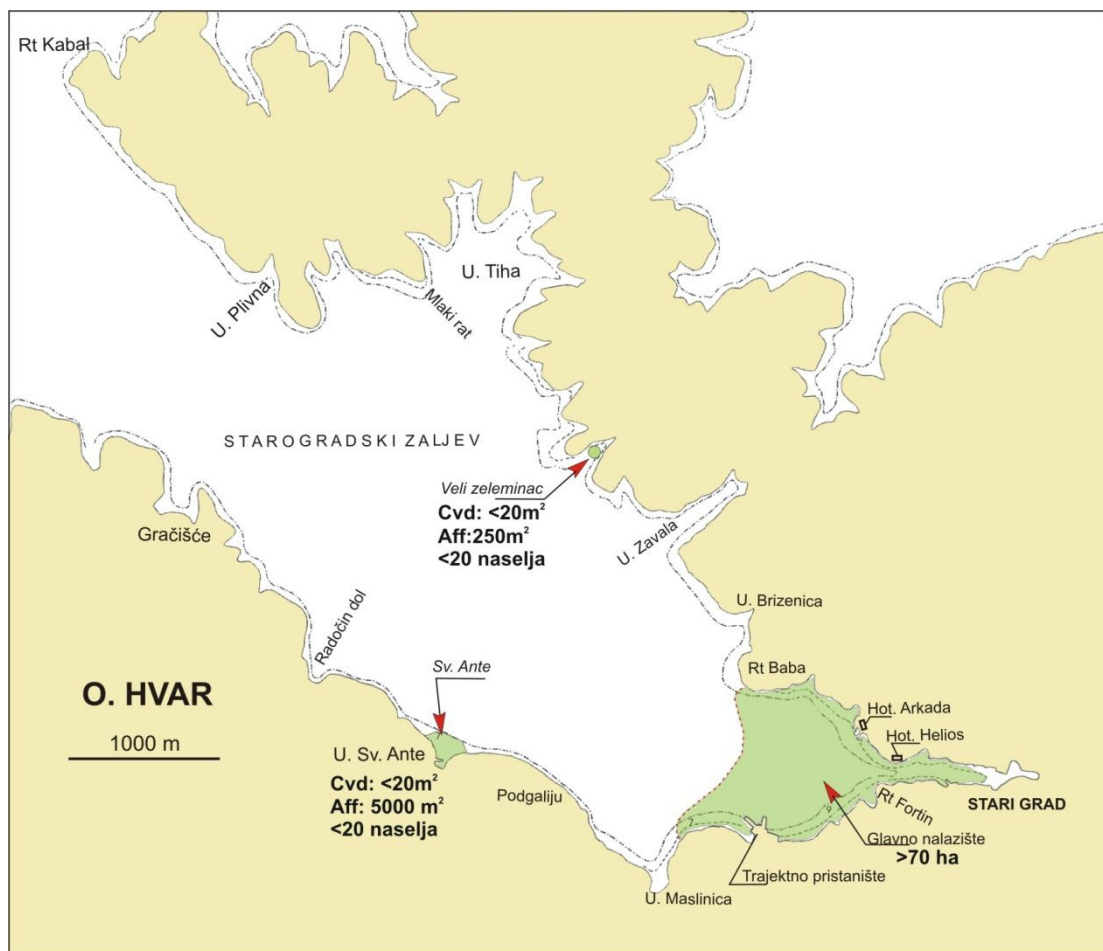 Rt Kabal
U. Tiha
Mlaki rat
U. Plivna
STAROGRADSKI ZALJEV
Veli zeleminac
Cvd: <20m²
Aff:250m²
<20 naselja
Gračišće
U. Zavala
U. Brizenica
Radočin dol
Sv. Ante
Rt Baba
O. HVAR
Hot. Arkada
1000 m
Hot. Helios
U. Sv. Ante
Cvd: <20m²
Aff: 5000 m²
<20 naselja
Podgaliju
Rt Fortin
STARI GRAD
Glavno nalazište
>70 ha
Trajektno pristanište
U. Maslinica